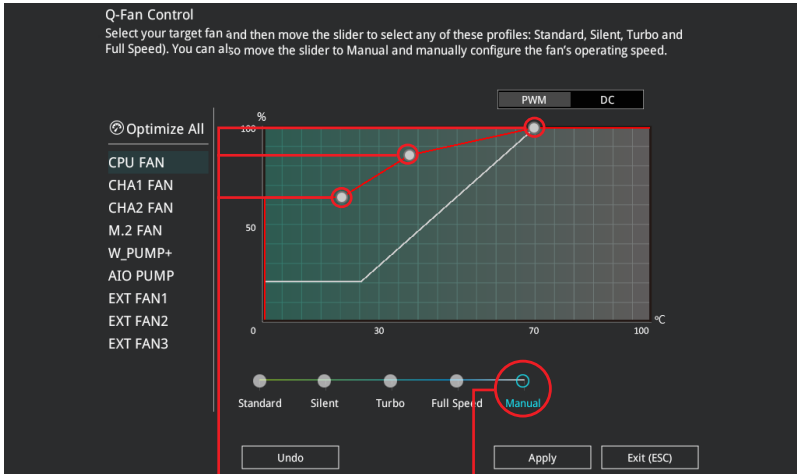 Q-Fan Control
Select your target fan and then move the slider to select any of these profiles: Standard, Silent, Turbo and
Full Speed). You can also move the slider to Manual and manually configure the fan's operating speed.
PWM DC
Optimize All
CPU FAN
CHA1 FAN
CHA2 FAN
M.2 FAN
W_PUMP+
AIO PUMP
EXT FAN1
EXT FAN2
EXT FAN3
%
100
50
0 30 70 100
ºC
Standard Silent Turbo Full Speed Manual
Undo Apply Exit (ESC)